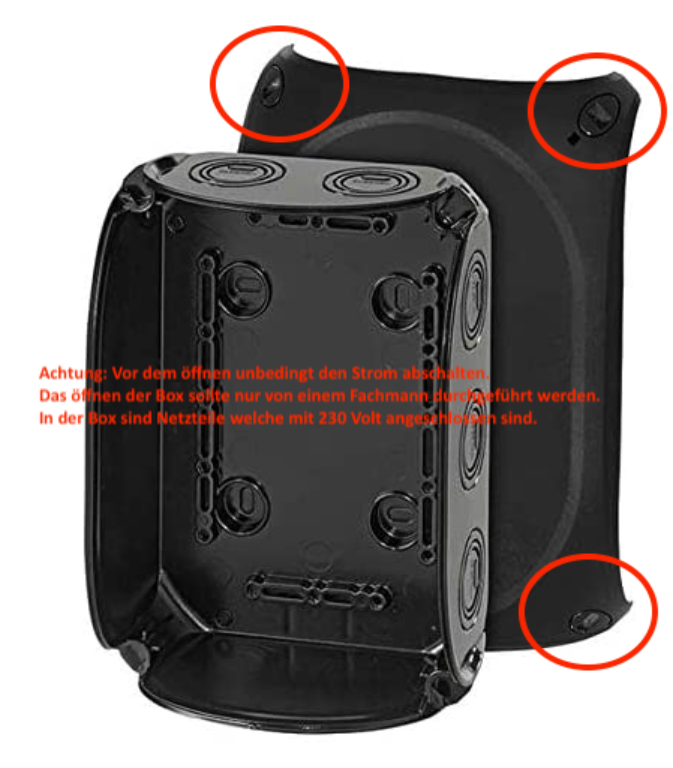 Achtung: Vor dem öffnen unbedingt den Strom abschalten.
Das öffnen der Box sollte nur von einem Fachmann durchgeführt werden.
In der Box sind Netzteile welche mit 230 Volt angeschlossen sind.